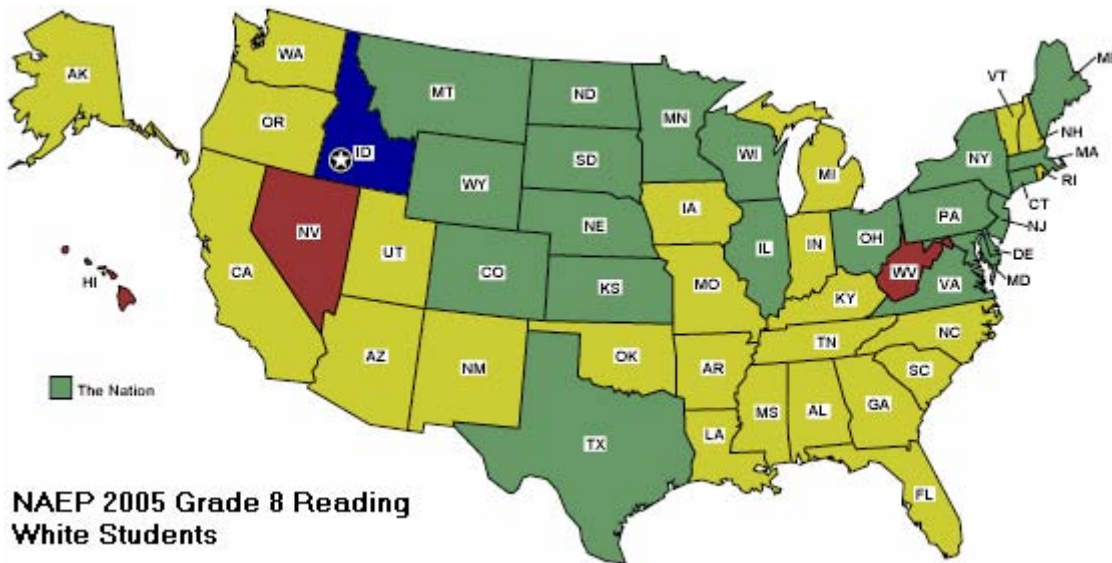 AK
WA
OR
CA
NV
ID
MT
WY
UT
AZ
CO
NM
ND
SD
NE
KS
OK
TX
MN
IA
MO
AR
LA
WI
IL
MI
IN
OH
KY
TN
MS
AL
GA
FL
SC
NC
VA
WV
PA
NY
VT
NH
MA
RI
CT
NJ
DE
MD
HI
The Nation
NAEP 2005 Grade 8 Reading
White Students